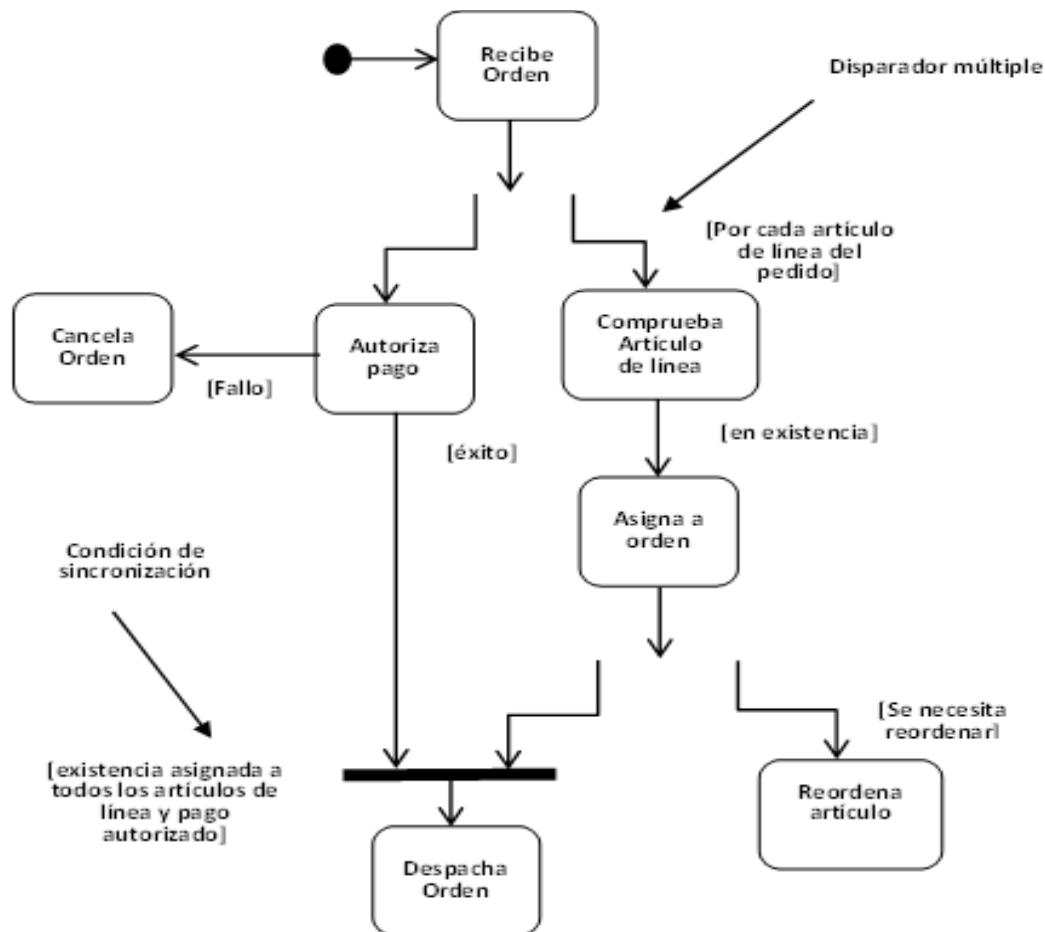 Recibe
Orden
Disparador múltiple
[Por cada artículo
de línea del
pedido]
Cancela
Orden
Autoriza
pago
Comprueba
Artículo
de línea
[Fallo]
[éxito]
[en existencia]
Asigna a
orden
Condición de
sincronización
[Se necesita
reordenar]
[existencia asignada a
todos los artículos de
línea y pago
autorizado]
Reordena
artículo
Despacha
Orden